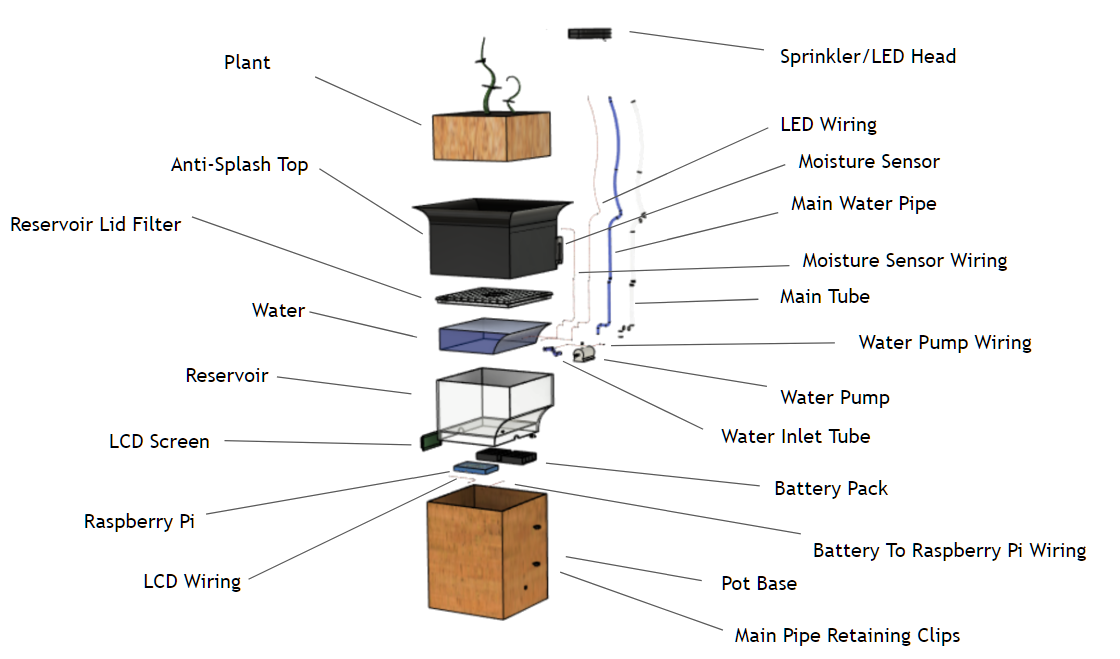 Sprinkler/LED Head
Plant
LED Wiring
Anti-Splash Top
Moisture Sensor
Main Water Pipe
Reservoir Lid Filter
Moisture Sensor Wiring
Main Tube
Water
Water Pump Wiring
Reservoir
Water Pump
LCD Screen
Water Inlet Tube
Battery Pack
Raspberry Pi
Battery To Raspberry Pi Wiring
LCD Wiring
Pot Base
Main Pipe Retaining Clips